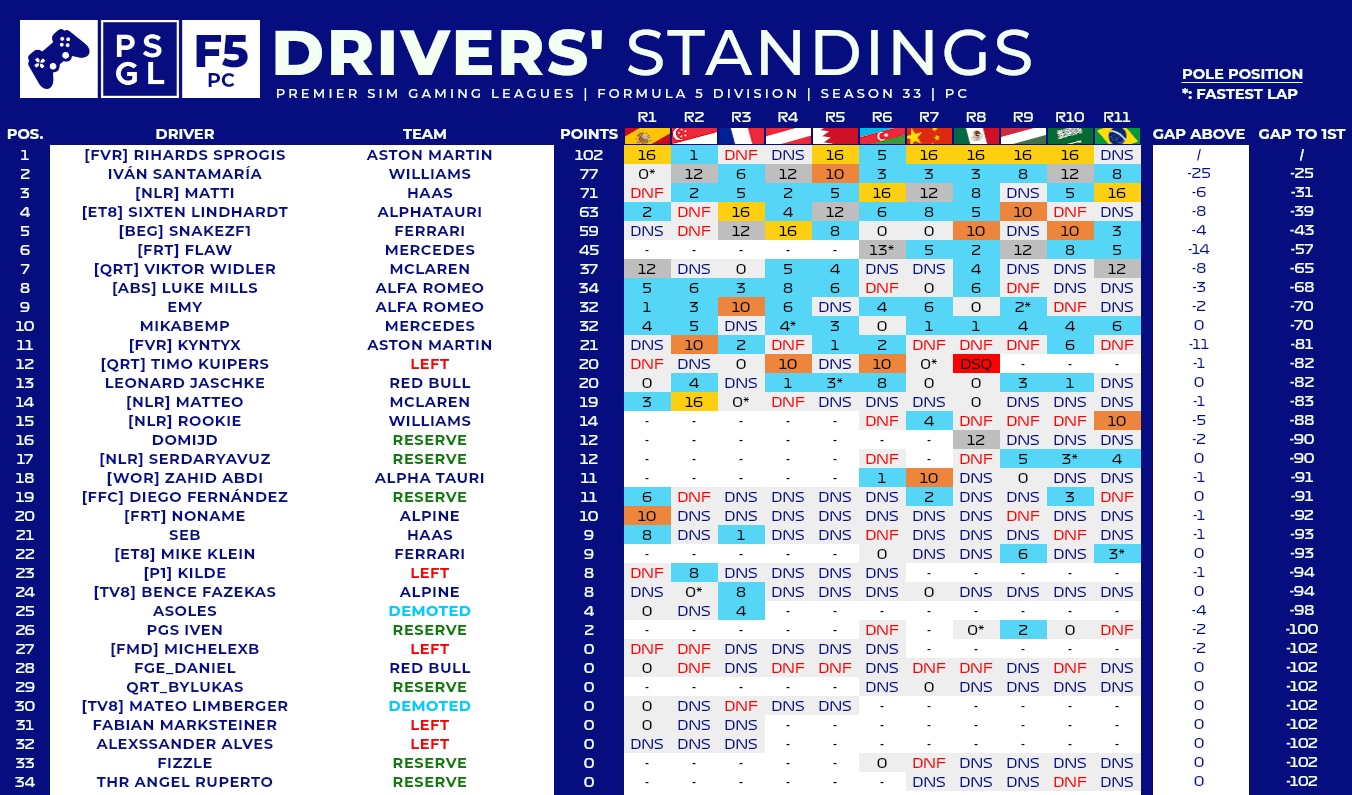 PS GL F5 PC DRIVERS' STANDINGS
PREMIER SIM GAMING LEAGUES | FORMULA 5 DIVISION | SEASON 33 | PC
POLE POSITION
*: FASTEST LAP
R1 R2 R3 R4 R5 R6 R7 R8 R9 R10 R11
POS. DRIVER TEAM POINTS GAP ABOVE GAP TO 1ST
1 [FVR] RIHARDS SPROGIS ASTON MARTIN 102 16 1 DNF DNS 16 5 16 16 16 16 DNS / /
2 IVÁN SANTAMARÍA WILLIAMS 77 0* 12 6 12 10 3 3 3 8 12 8 -25 -25
3 [NLR] MATTI HAAS 71 DNF 2 5 2 5 16 12 8 DNS 5 16 -6 -31
4 [ET8] SIXTEN LINDHARDT ALPHATAURI 63 2 DNF 16 4 12 6 8 5 10 DNF DNS -8 -39
5 [BEG] SNAKEZF1 FERRARI 59 DNS DNF 12 16 8 0 0 10 DNS 10 3 -4 -43
6 [FRT] FLAW MERCEDES 45 - - - - - 13* 5 2 12 8 5 -14 -57
7 [QRT] VIKTOR WIDLER MCLAREN 37 12 DNS 0 5 4 DNS DNS 4 DNS DNS 12 -8 -65
8 [ABS] LUKE MILLS ALFA ROMEO 34 5 6 3 8 6 DNF 0 6 DNF DNS DNS -3 -68
9 EMY ALFA ROMEO 32 1 3 10 6 DNS 4 6 0 2* DNF DNS -2 -70
10 MIKABEMP MERCEDES 32 4 5 DNS 4* 3 0 1 1 4 4 6 0 -70
11 [FVR] KYNTYX ASTON MARTIN 21 DNS 10 2 DNF 1 2 DNF DNF DNF 6 DNF -11 -81
12 [QRT] TIMO KUIPERS LEFT 20 DNF DNS 0 10 DNS 10 0* DSQ - - - -1 -82
13 LEONARD JASCHKE RED BULL 20 0 4 DNS 1 3* 8 0 0 3 1 DNS 0 -82
14 [NLR] MATTEO MCLAREN 19 3 16 0* DNF DNS DNS DNS 0 DNS DNS DNS -1 -83
15 [NLR] ROOKIE WILLIAMS 14 - - - - - DNF 4 DNF DNF DNF 10 -5 -88
16 DOMIJD RESERVE 12 - - - - - - - 12 DNS DNS DNS -2 -90
17 [NLR] SERDARYAVUZ RESERVE 12 - - - - - DNF - DNF 5 3* 4 0 -90
18 [WOR] ZAHID ABDI ALPHA TAURI 11 - - - - - 1 10 DNS 0 DNS DNS -1 -91
19 [FFC] DIEGO FERNÁNDEZ RESERVE 11 6 DNF DNS DNS DNS DNS 2 DNS DNS 3 DNF 0 -91
20 [FRT] NONAME ALPINE 10 10 DNS DNS DNS DNS DNS DNS DNS DNF DNS DNS -1 -92
21 SEB HAAS 9 8 DNS 1 DNS DNS DNF DNS DNS DNS DNF DNS -1 -93
22 [ET8] MIKE KLEIN FERRARI 9 - - - - - 0 DNS DNS 6 DNS 3* 0 -93
23 [P1] KILDE LEFT 8 DNF 8 DNS DNS DNS DNS - - - - - -1 -94
24 [TV8] BENCE FAZEKAS ALPINE 8 DNS 0* 8 DNS DNS DNS 0 DNS DNS DNS DNS 0 -94
25 ASOLES DEMOTED 4 0 DNS 4 - - - - - - - - -4 -98
26 PGS IVEN RESERVE 2 - - - - - DNF - 0* 2 0 DNF -2 -100
27 [FMD] MICHELEXB LEFT 0 DNF DNF DNS DNS DNS DNS - - - - - -2 -102
28 FGE_DANIEL RED BULL 0 0 DNF DNS DNF DNF DNS DNF DNF DNS DNF DNS 0 -102
29 QRT_BYLUKAS RESERVE 0 - - - - - DNS 0 DNS DNS DNS DNS 0 -102
30 [TV8] MATEO LIMBERGER DEMOTED 0 0 DNS DNF DNS DNS - - - - - - 0 -102
31 FABIAN MARKSTEINER LEFT 0 0 DNS DNS - - - - - - - - 0 -102
32 ALEXSSANDER ALVES LEFT 0 DNS DNS DNS - - - - - - - - 0 -102
33 FIZZLE RESERVE 0 - - - - - 0 DNF DNS DNS DNS DNS 0 -102
34 THR ANGEL RUPERTO RESERVE 0 - - - - - - DNS DNS DNS DNF DNS 0 -102